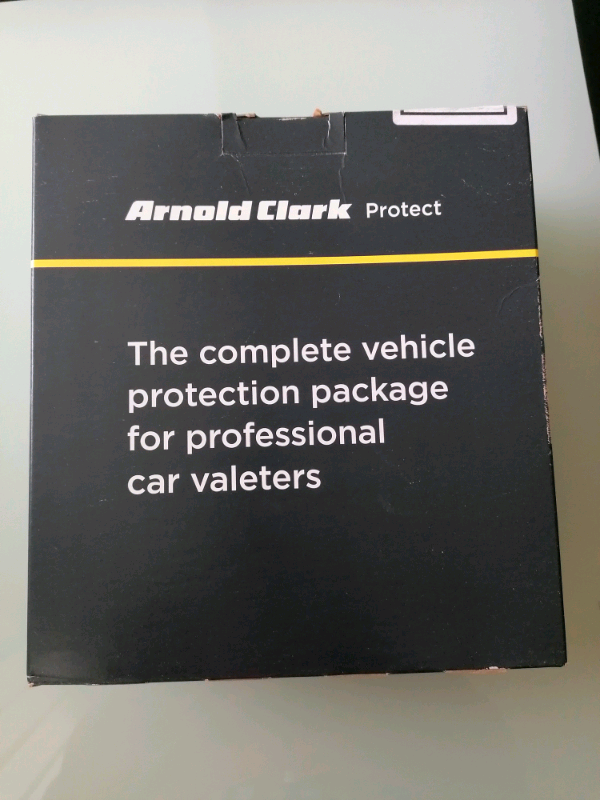 Arnold Clark Protect
The complete vehicle
protection package
for professional
car valeters